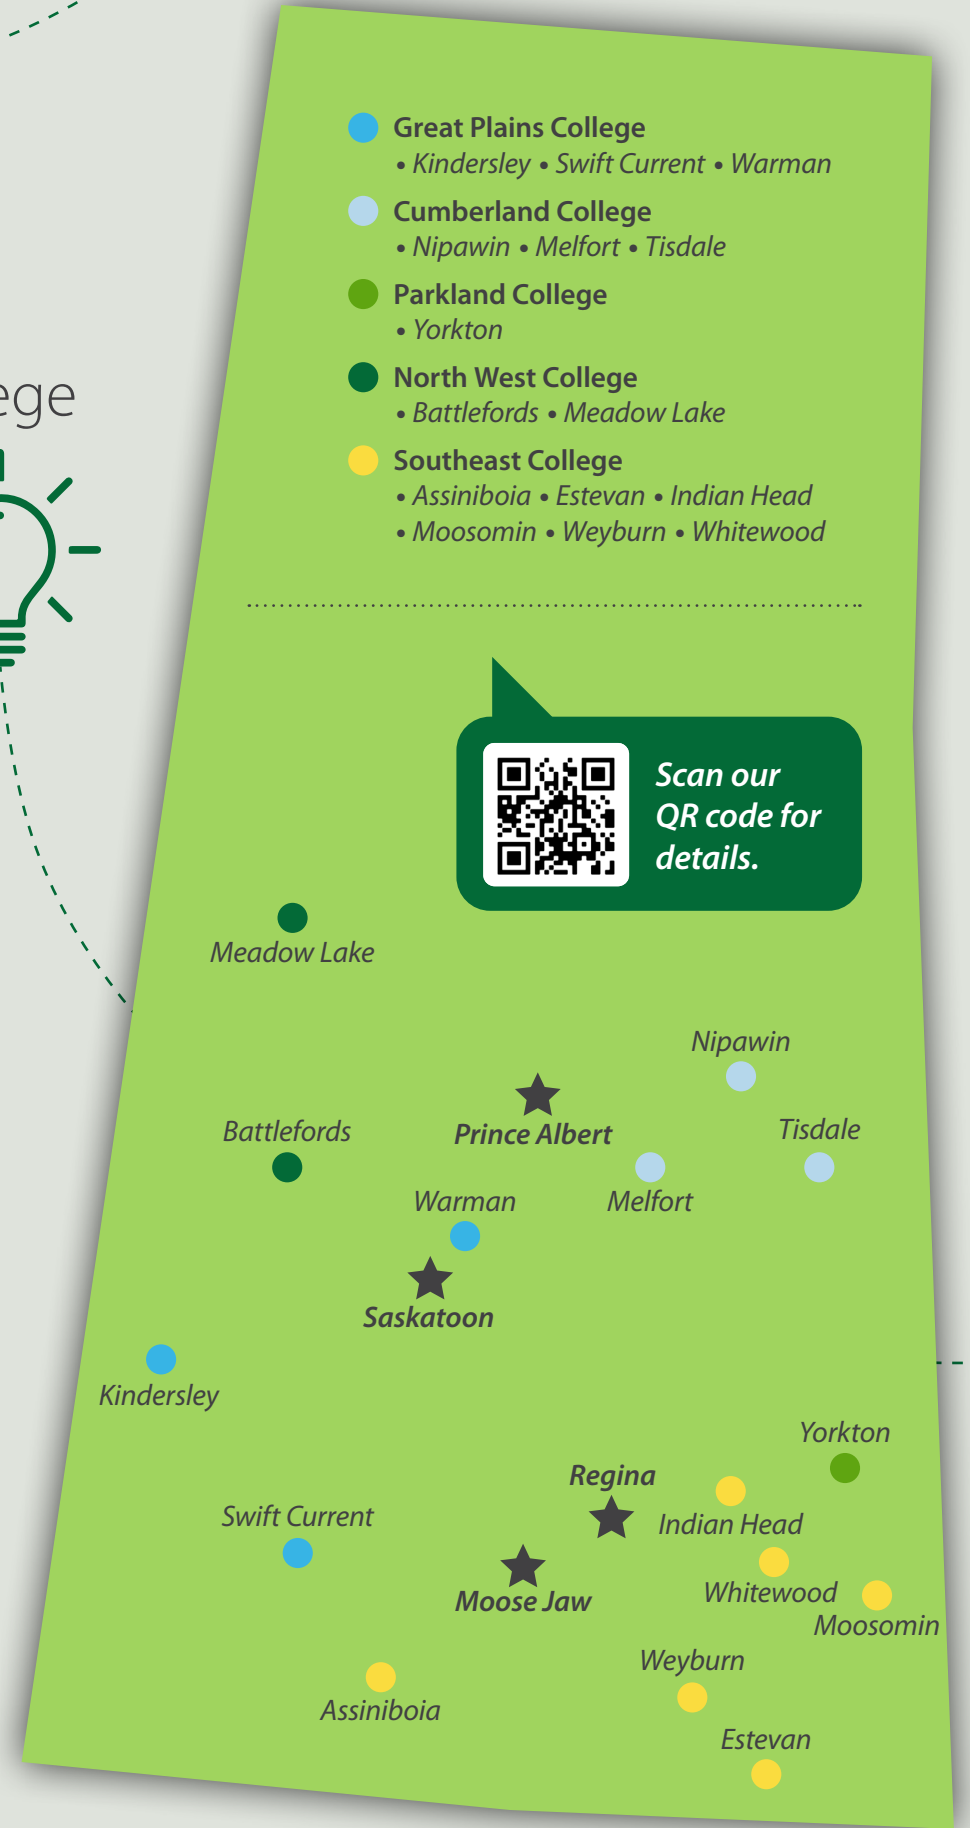 Great Plains College
• Kindersley • Swift Current • Warman
Cumberland College
• Nipawin • Melfort • Tisdale
Parkland College
• Yorkton
North West College
• Battlefords • Meadow Lake
Southeast College
• Assiniboia • Estevan • Indian Head
• Moosomin • Weyburn • Whitewood
ege
Scan our
QR code for
details.
Meadow Lake
Nipawin
Prince Albert
Battlefords
Tisdale
Melfort
Warman
Saskatoon
Kindersley
Yorkton
Regina
Indian Head
Swift Current
Moose Jaw
Whitewood
Moosomin
Weyburn
Assiniboia
Estevan